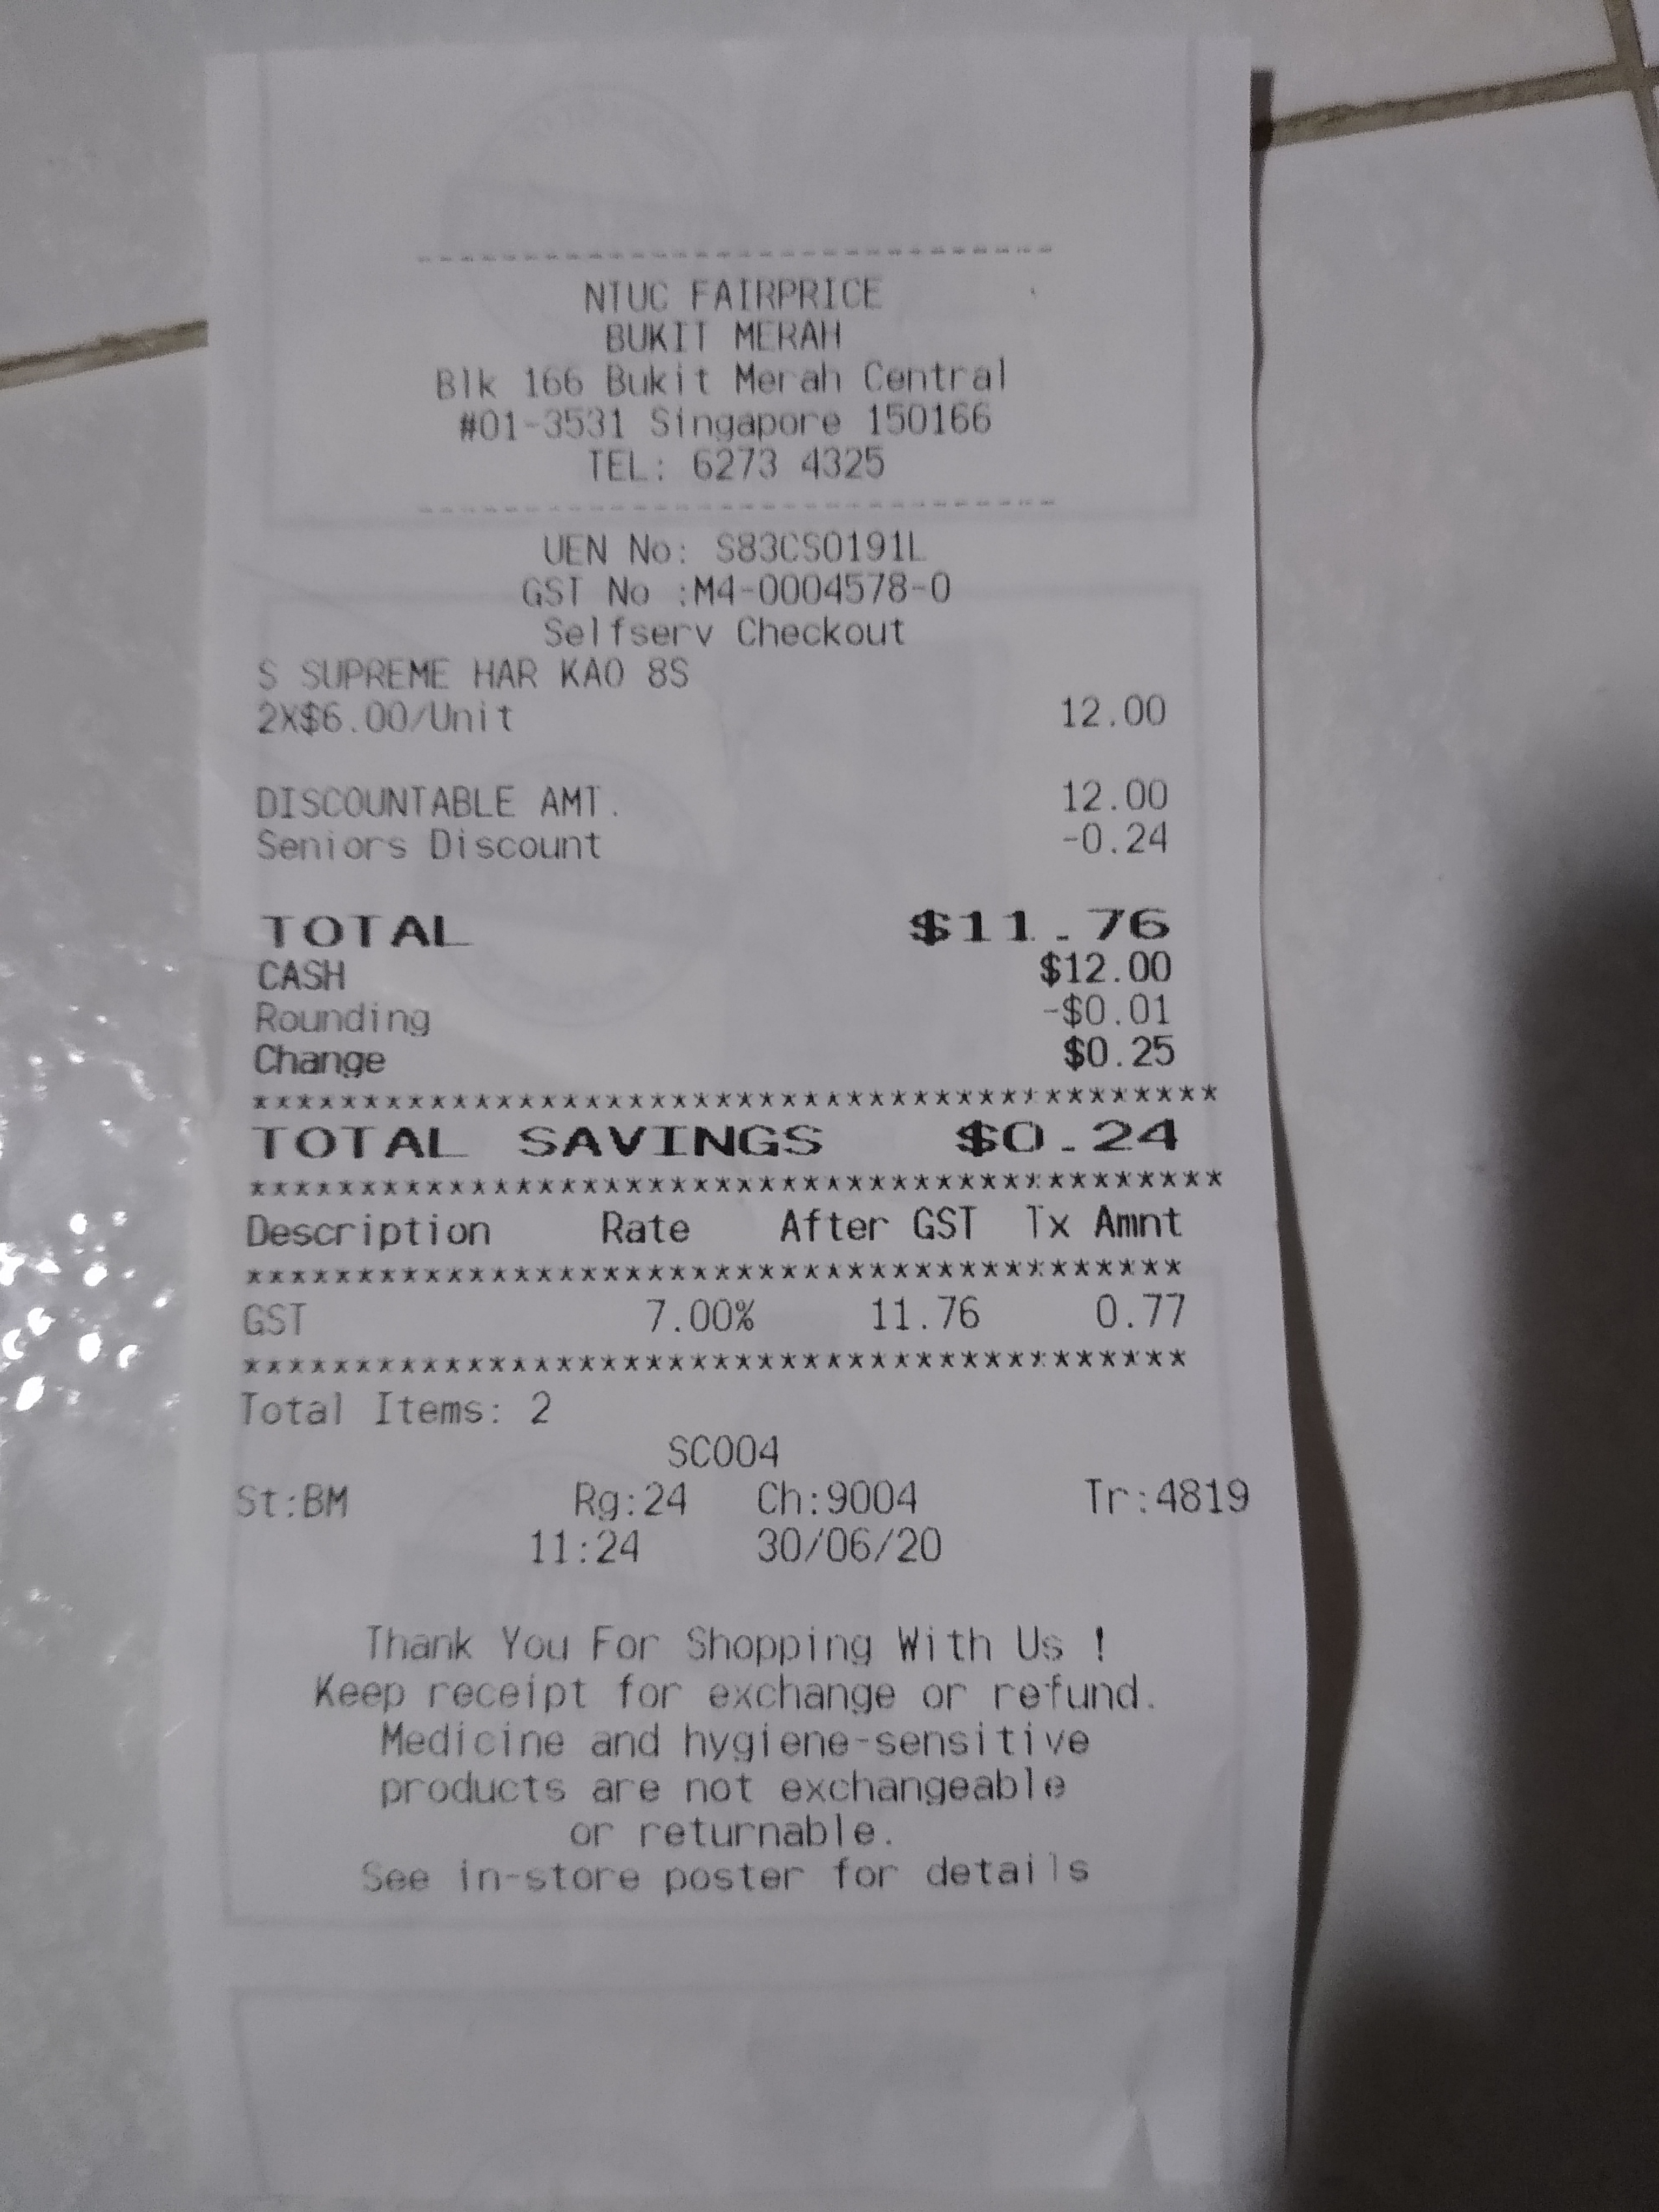 NTUC FAIRPRICE
BUKIT MERAH
Blk 166 Bukit Merah Central
#01-3531 Singapore 150166
TEL: 6273 4325
UEN No: S83CS0191L
GST No :M4-0004578-0
Selfserv Checkout
S SUPREME HAR KAO 8S
2X$6.00/Unit 12.00
DISCOUNTABLE AMT. 12.00
Seniors Discount -0.24
TOTAL $11.76
CASH $12.00
Rounding -$0.01
Change $0.25
********************************************
TOTAL SAVINGS $0.24
********************************************
Description Rate After GST Tx Amnt
*******************************************
GST 7.00% 11.76 0.77
*******************************************
Total Items: 2
SC004
St:BM Rg:24 Ch:9004 Tr:4819
11:24 30/06/20
Thank You For Shopping With Us !
Keep receipt for exchange or refund.
Medicine and hygiene-sensitive
products are not exchangeable
or returnable.
See in-store poster for details